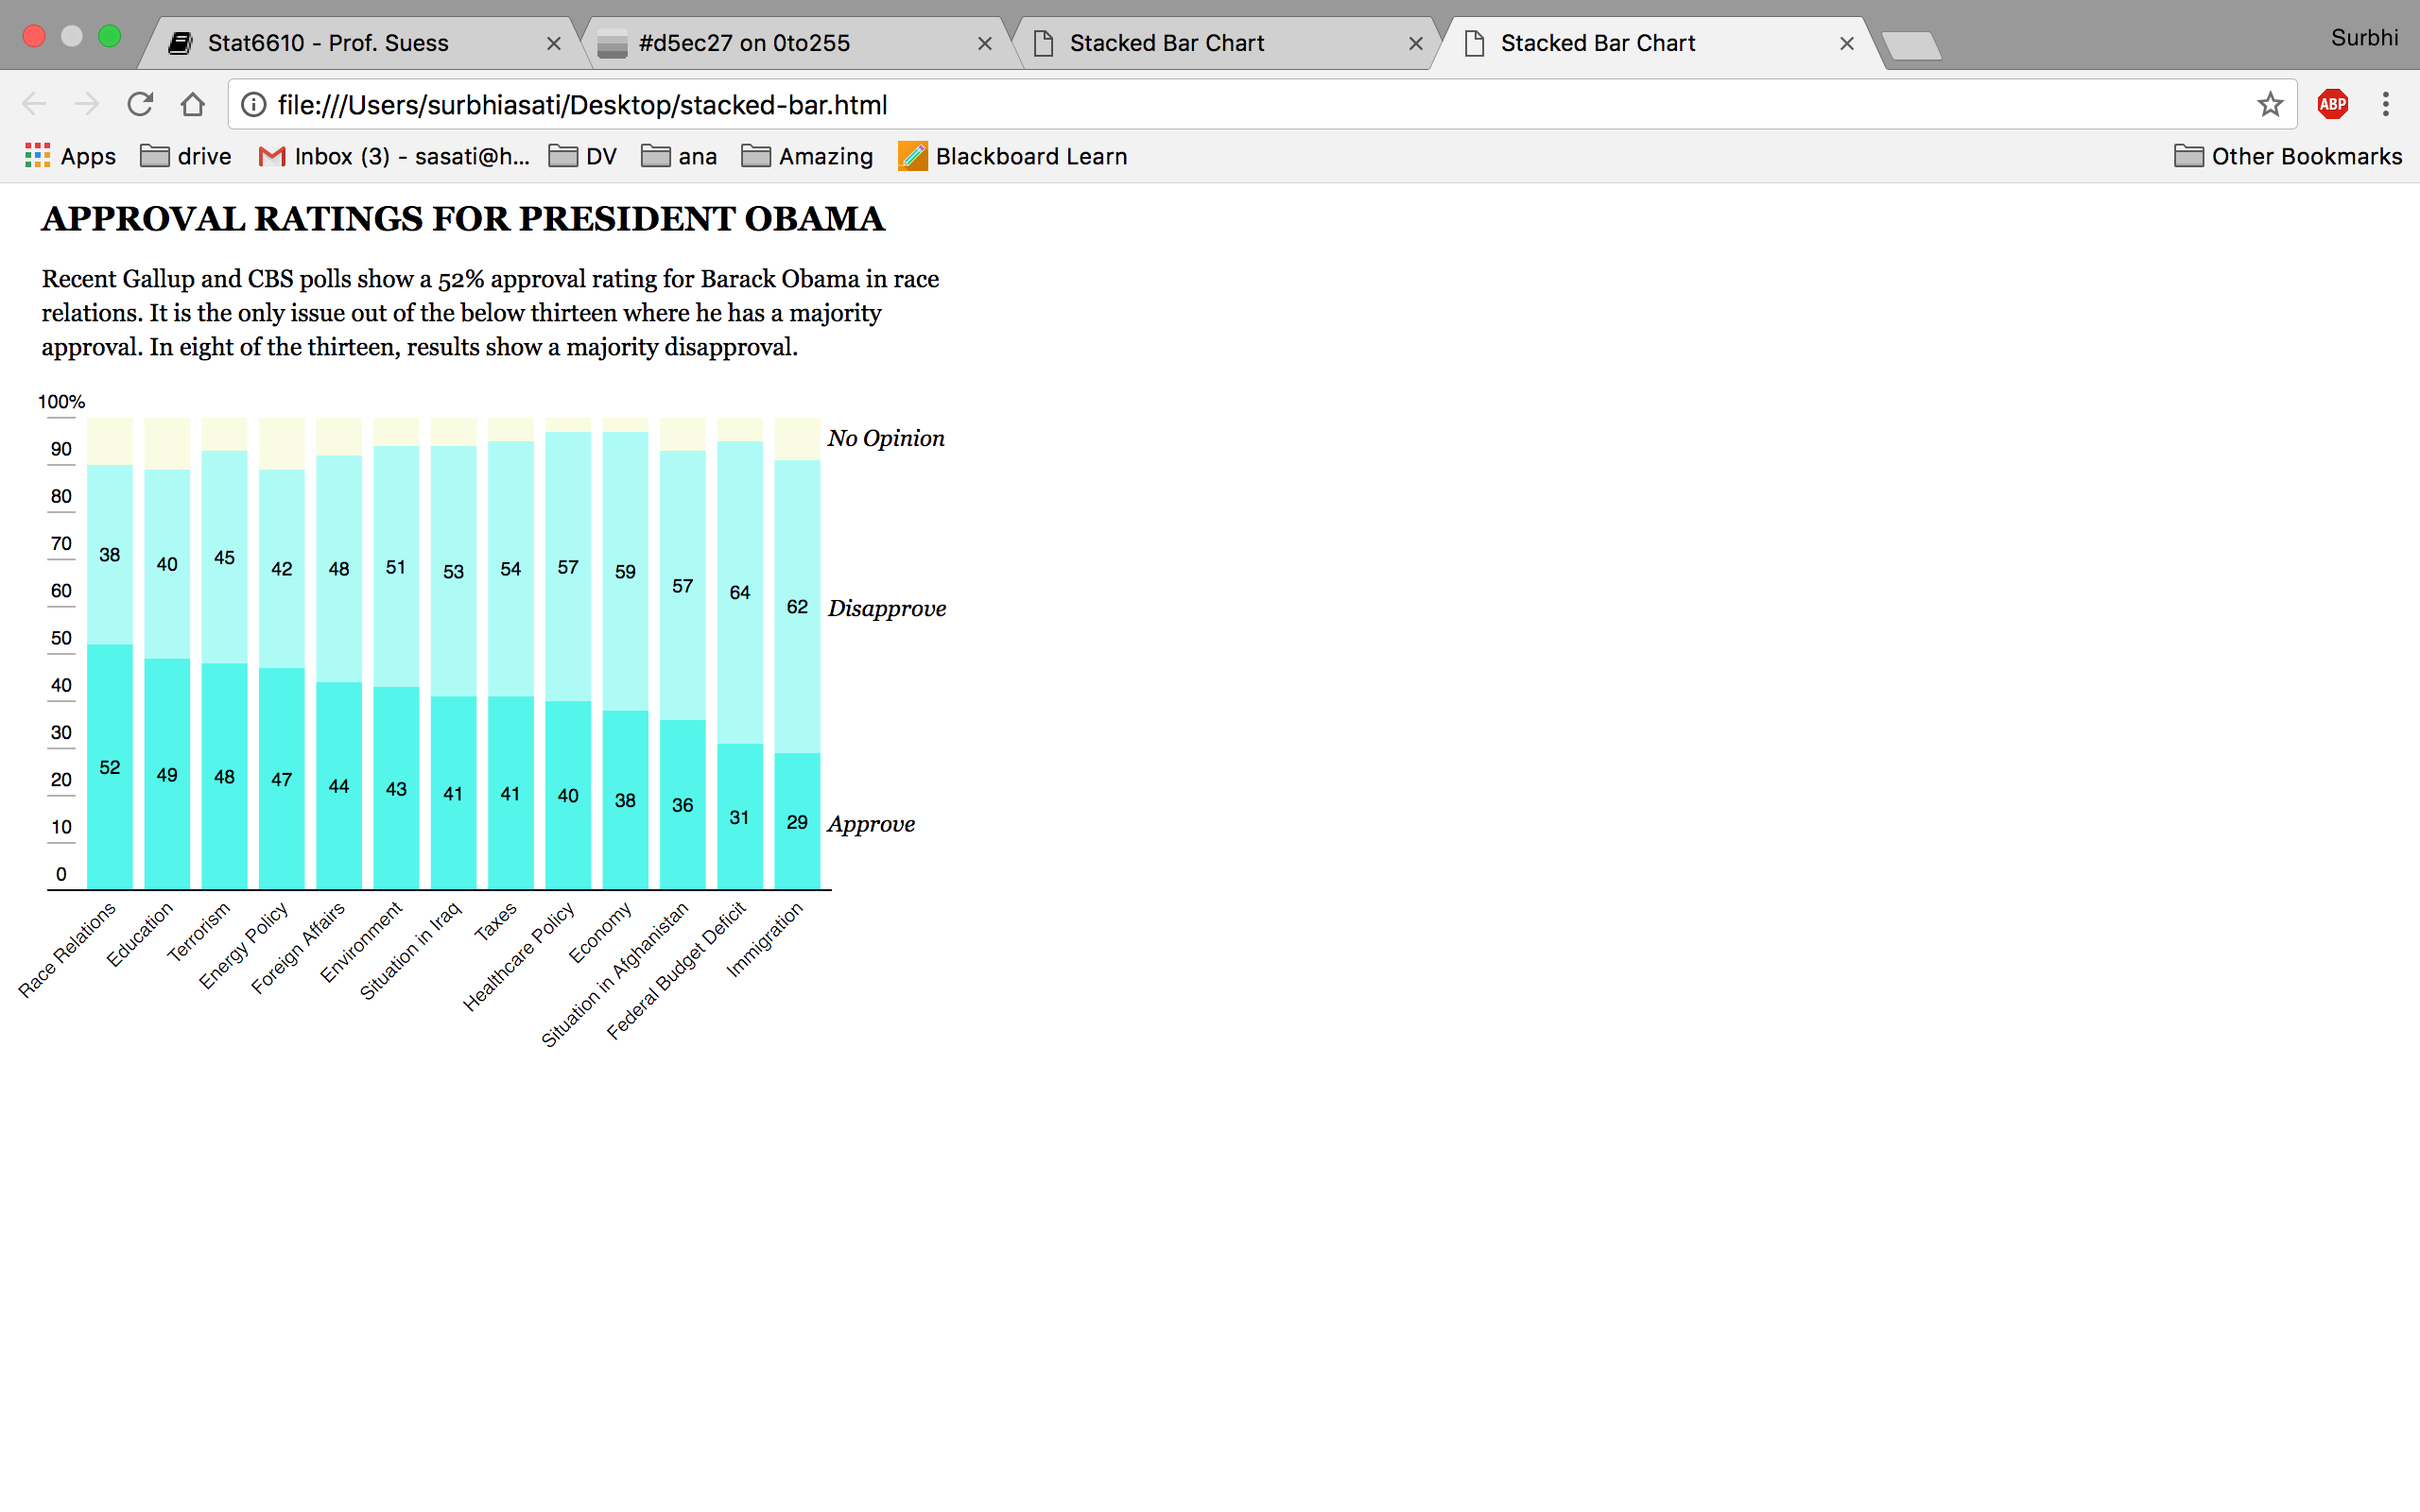 Stat6610 - Prof. Suess
#d5ec27 on 0to255
Stacked Bar Chart
Stacked Bar Chart
Surbhi
file:///Users/surbhiasati/Desktop/stacked-bar.html
ABP
Apps
drive
Inbox (3) - sasati@h...
DV
ana
Amazing
Blackboard Learn
Other Bookmarks
APPROVAL RATINGS FOR PRESIDENT OBAMA
Recent Gallup and CBS polls show a 52% approval rating for Barack Obama in race
relations. It is the only issue out of the below thirteen where he has a majority
approval. In eight of the thirteen, results show a majority disapproval.
100%
90
80
70
60
50
40
30
20
10
0
No Opinion
38 40 45 42 48 51 53 54 57 59 57 64 62
Disapprove
52 49 48 47 44 43 41 41 40 38 36 31 29
Approve
Race Relations
Education
Terrorism
Energy Policy
Foreign Affairs
Environment
Situation in Iraq
Taxes
Healthcare Policy
Economy
Situation in Afghanistan
Federal Budget Deficit
Immigration